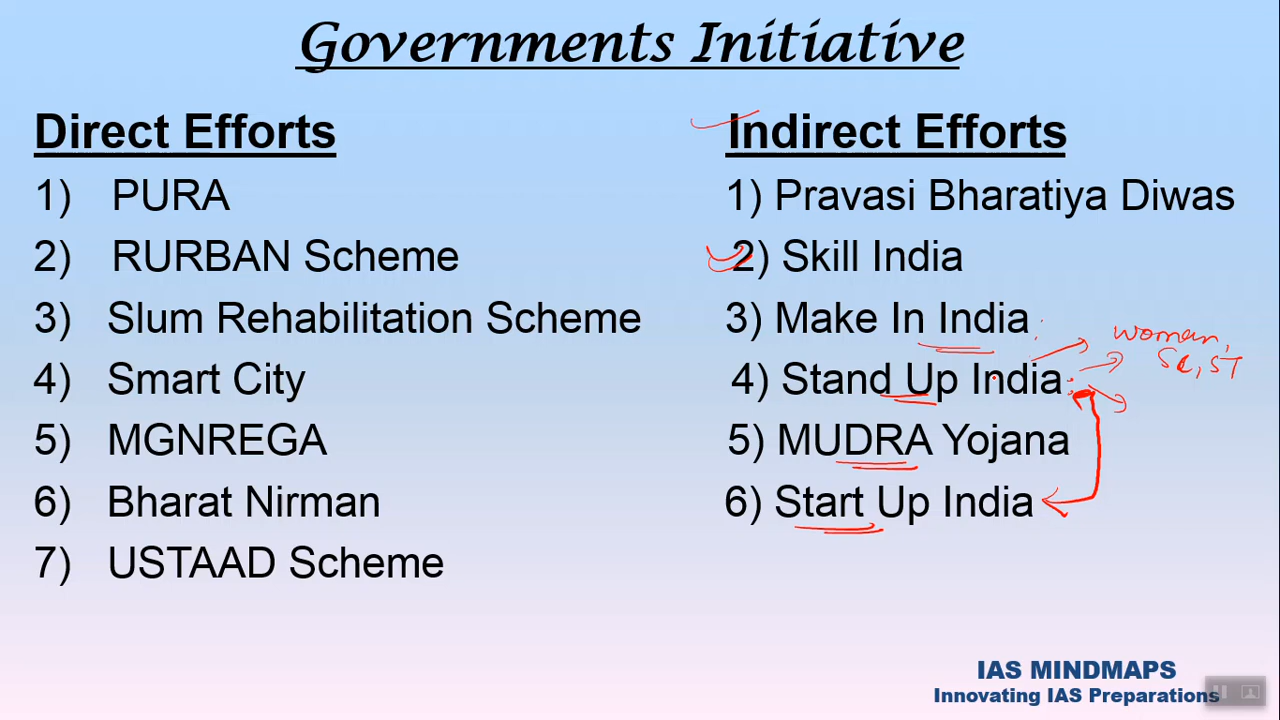 Governments Initiative
Direct Efforts
1) PURA
2) RURBAN Scheme
3) Slum Rehabilitation Scheme
4) Smart City
5) MGNREGA
6) Bharat Nirman
7) USTAAD Scheme
Indirect Efforts
1) Pravasi Bharatiya Diwas
2) Skill India
3) Make In India
4) Stand Up India
woman,
SC, ST
5) MUDRA Yojana
6) Start Up India
IAS MINDMAPS
Innovating IAS Preparations